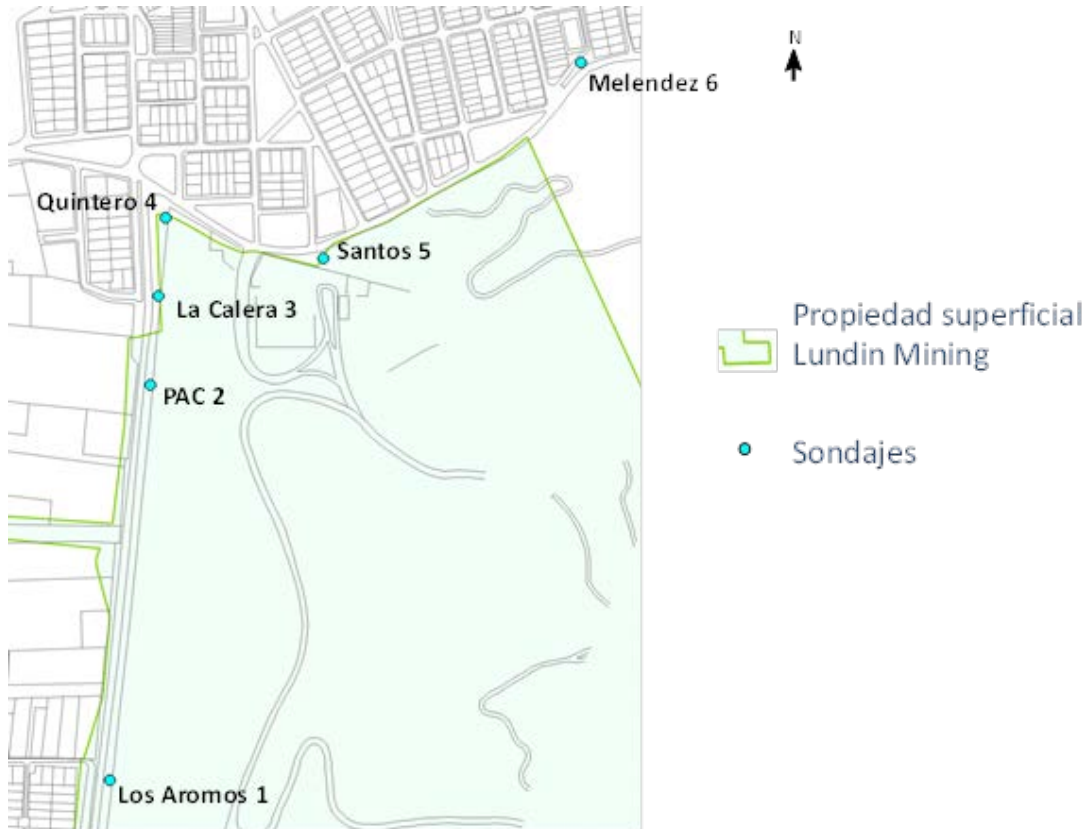 N
Melendez 6
Quintero 4
Santos 5
La Calera 3
PAC 2
Los Aromos 1
Propiedad superficial
Lundin Mining
Sondajes